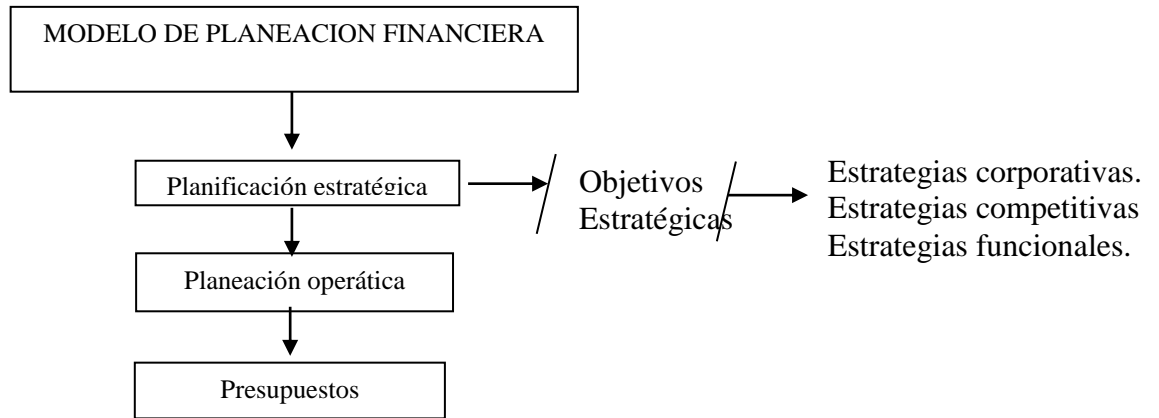 MODELO DE PLANEACION FINANCIERA
Planificación estratégica
Objetivos
Estratégicas
Estrategias corporativas.
Estrategias competitivas
Estrategias funcionales.
Planeación operática
Presupuestos